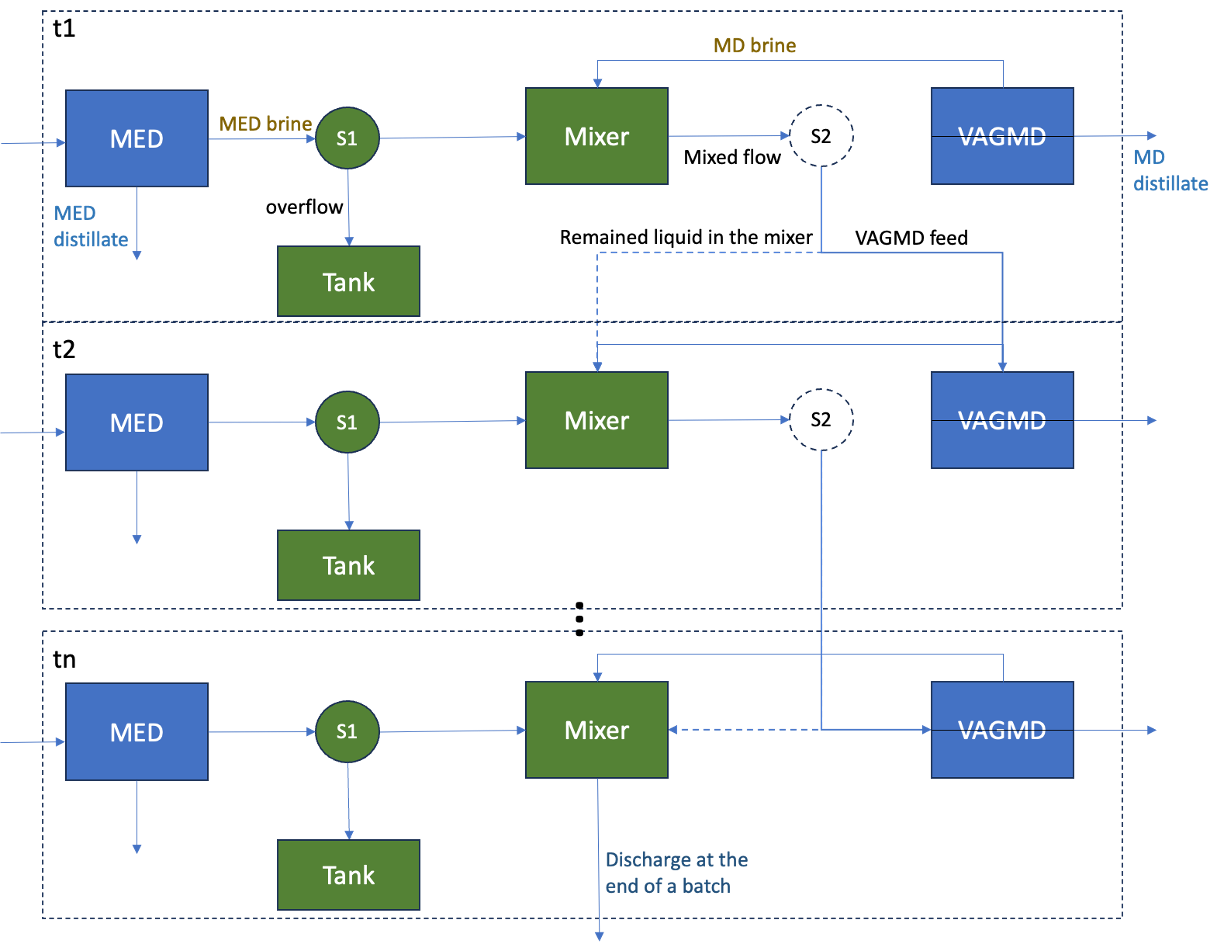 t1
MD brine
MED
MED brine
S1
Mixer
Mixed flow
S2
VAGMD
MD
distillate
MED
distillate
overflow
Remained liquid in the mixer
VAGMD feed
Tank
t2
MED
S1
Mixer
S2
VAGMD
Tank
tn
MED
S1
Mixer
VAGMD
Tank
Discharge at the
end of a batch